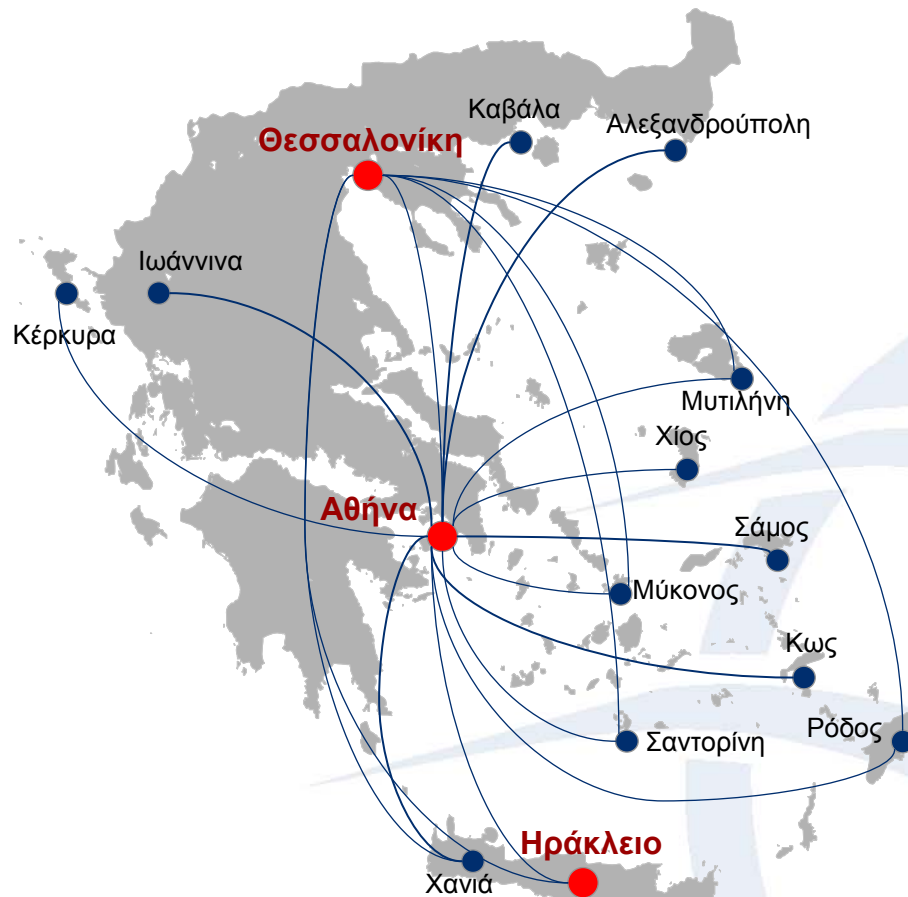 Καβάλα
Αλεξανδρούπολη
Θεσσαλονίκη
Ιωάννινα
Κέρκυρα
Μυτιλήνη
Χίος
Αθήνα
Σάμος
Μύκονος
Κως
Ρόδος
Σαντορίνη
Ηράκλειο
Χανιά